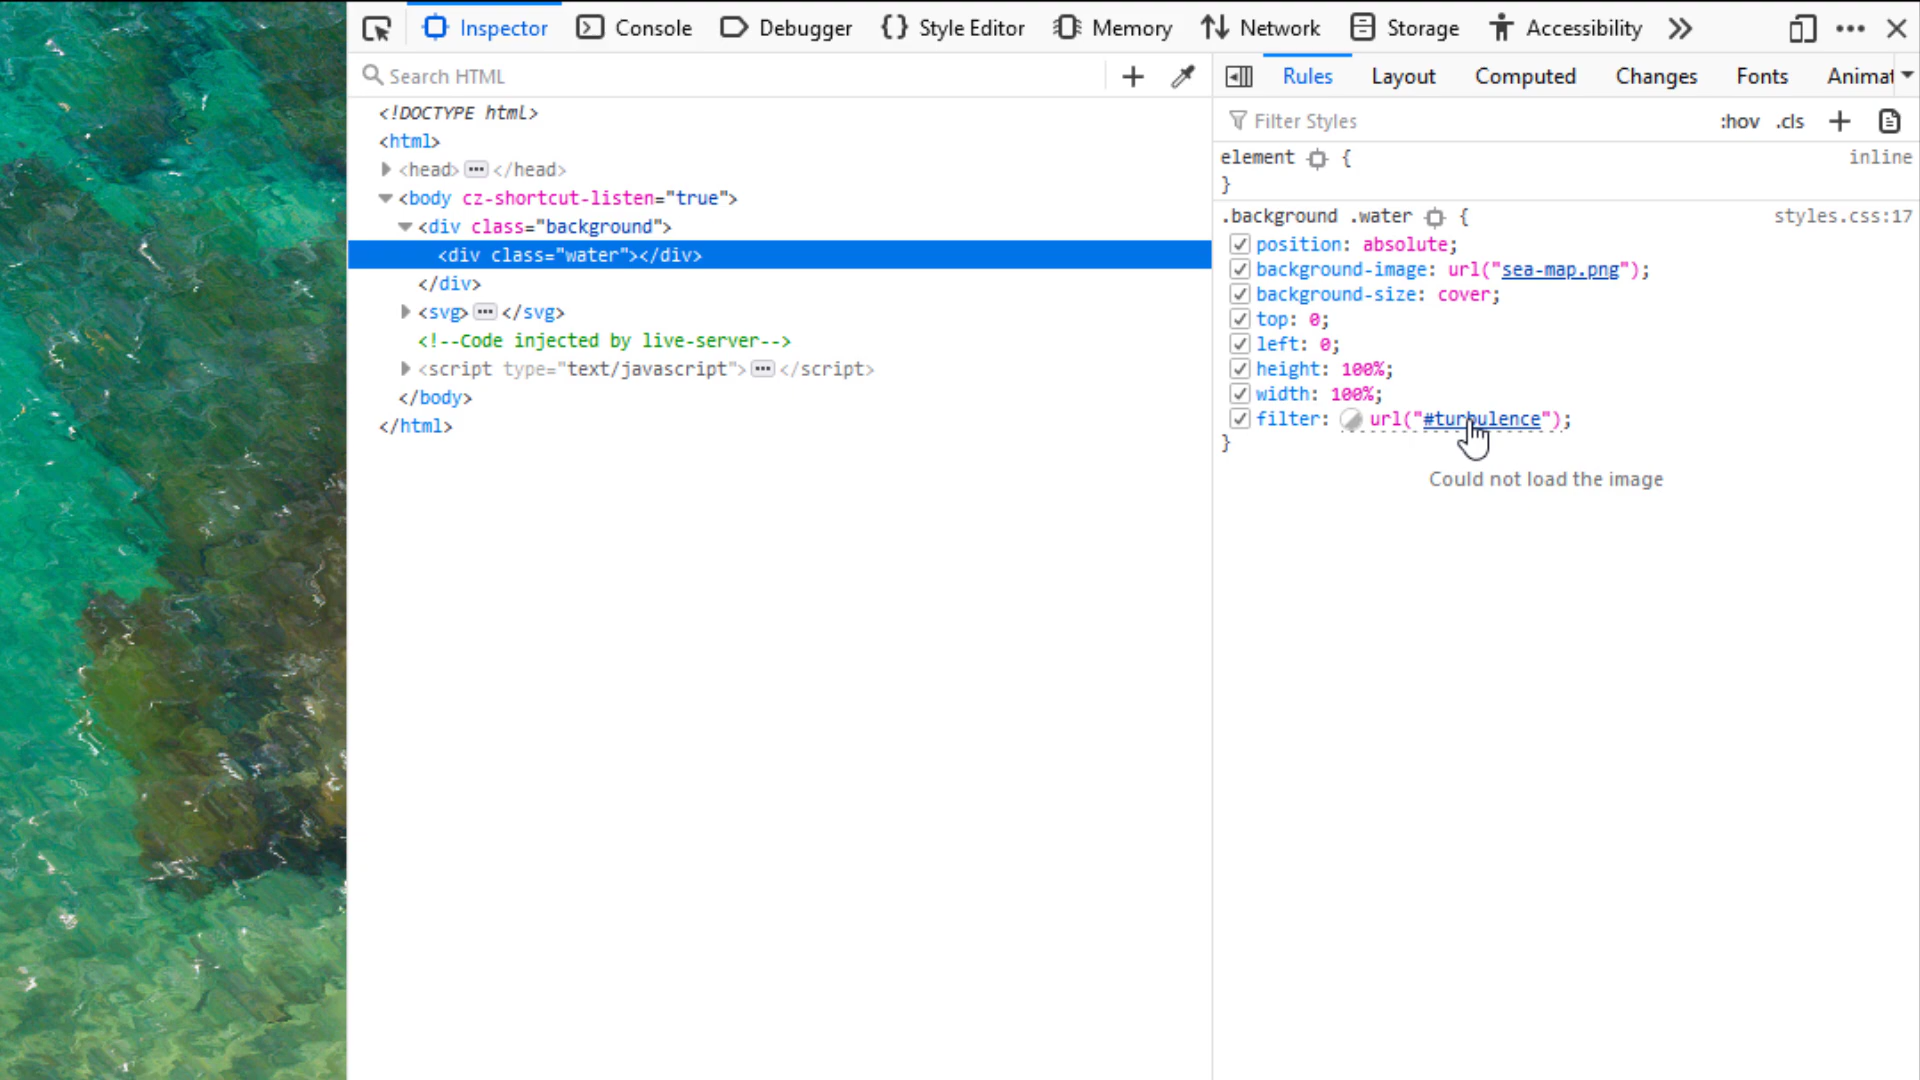 Inspector Console Debugger {} Style Editor Memory Network Storage Accessibility
Search HTML
Rules Layout Computed Changes Fonts Animat
Filter Styles :hov .cls
<!DOCTYPE html>
<html>
<head> ••• </head>
<body cz-shortcut-listen="true">
<div class="background">
<div class="water"></div>
</div>
<svg> ••• </svg>
<!--Code injected by live-server-->
<script type="text/javascript"> ••• </script>
</body>
</html>
element { inline
}
.background .water { styles.css:17
position: absolute;
background-image: url("sea-map.png");
background-size: cover;
top: 0;
left: 0;
height: 100%;
width: 100%;
filter: url("#turbulence");
}
Could not load the image